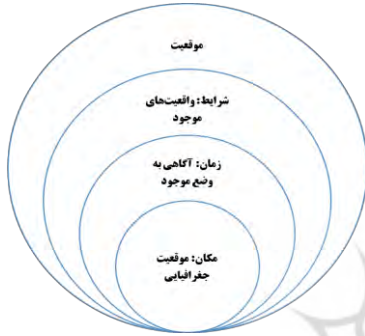 موقعیت
شرایط: واقعیت‌های
موجود
زمان: آگاهی به
وضع موجود
مکان: موقعیت
جغرافیایی